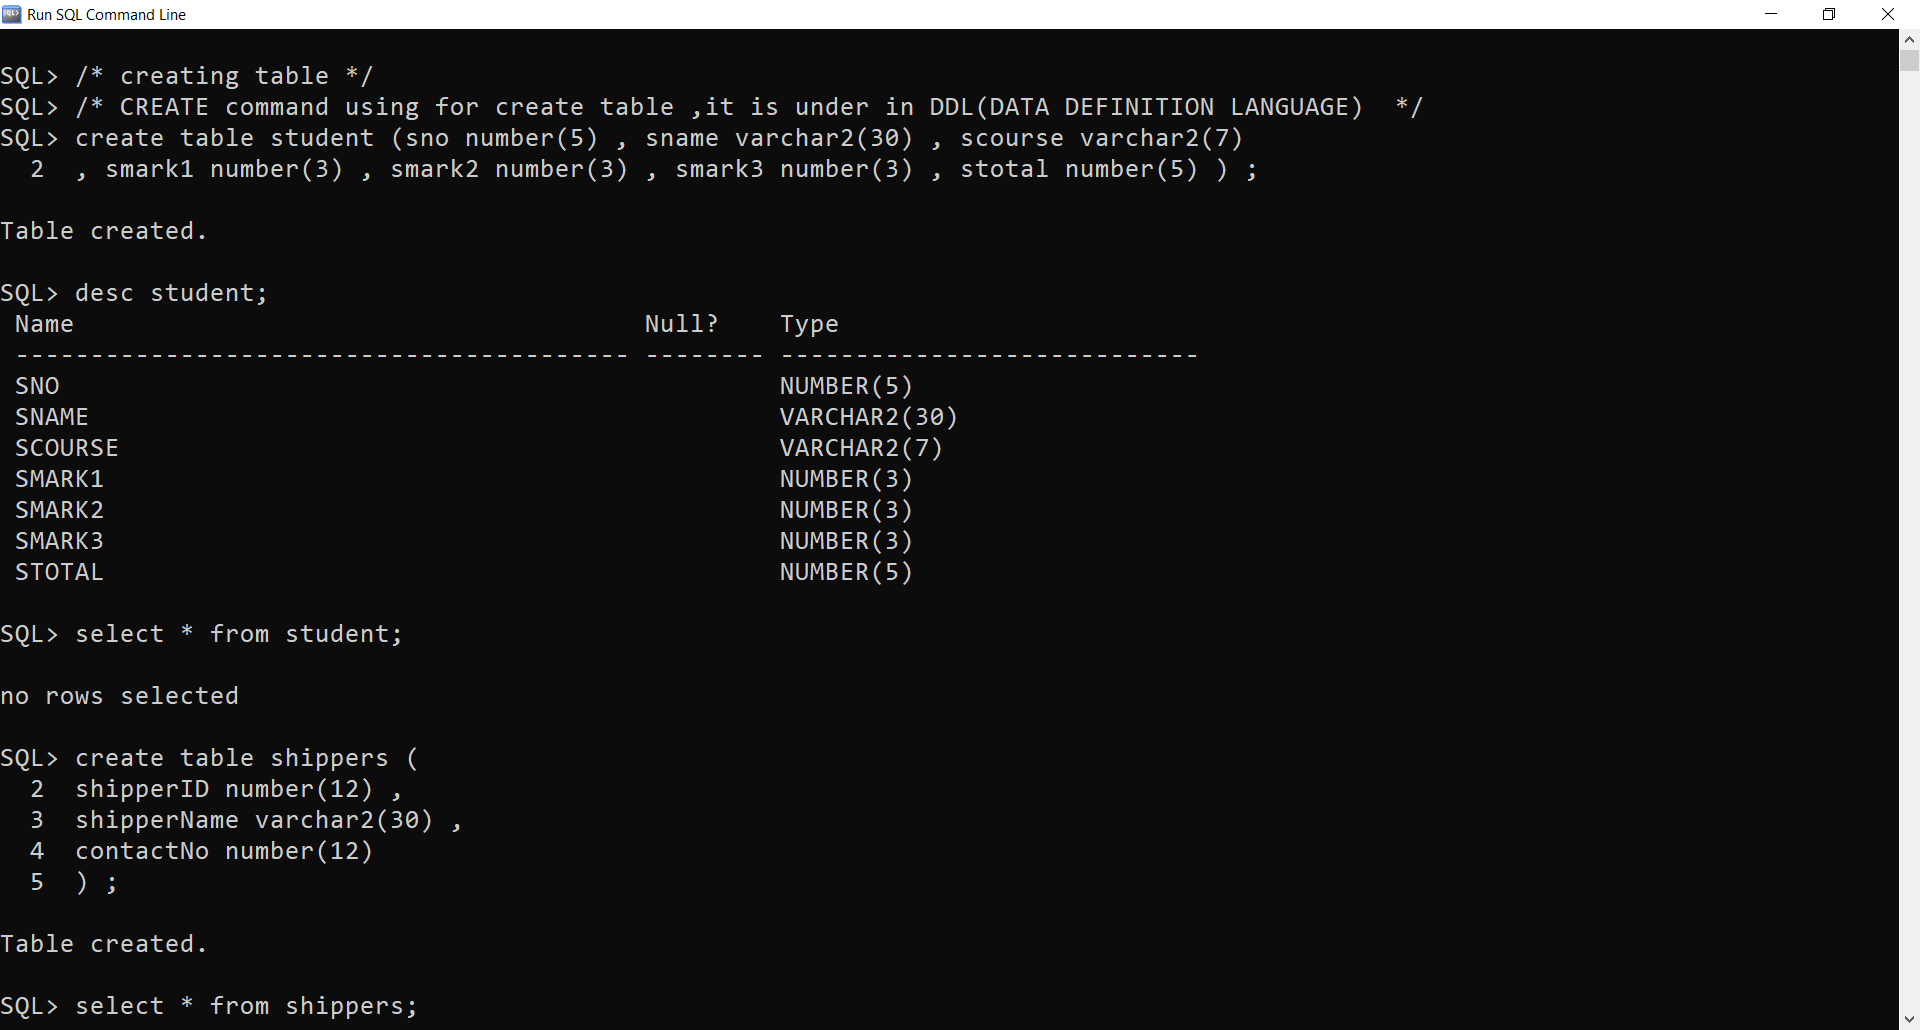 Run SQL Command Line
SQL> /* creating table */
SQL> /* CREATE command using for create table ,it is under in DDL(DATA DEFINITION LANGUAGE)  */
SQL> create table student (sno number(5) , sname varchar2(30) , scourse varchar2(7)
  2  , smark1 number(3) , smark2 number(3) , smark3 number(3) , stotal number(5) ) ;
Table created.
SQL> desc student;
 Name                                      Null?    Type
 ----------------------------------------- -------- ----------------------------
 SNO                                                NUMBER(5)
 SNAME                                              VARCHAR2(30)
 SCOURSE                                            VARCHAR2(7)
 SMARK1                                             NUMBER(3)
 SMARK2                                             NUMBER(3)
 SMARK3                                             NUMBER(3)
 STOTAL                                             NUMBER(5)
SQL> select * from student;
no rows selected
SQL> create table shippers (
  2  shipperID number(12) ,
  3  shipperName varchar2(30) ,
  4  contactNo number(12)
  5  ) ;
Table created.
SQL> select * from shippers;